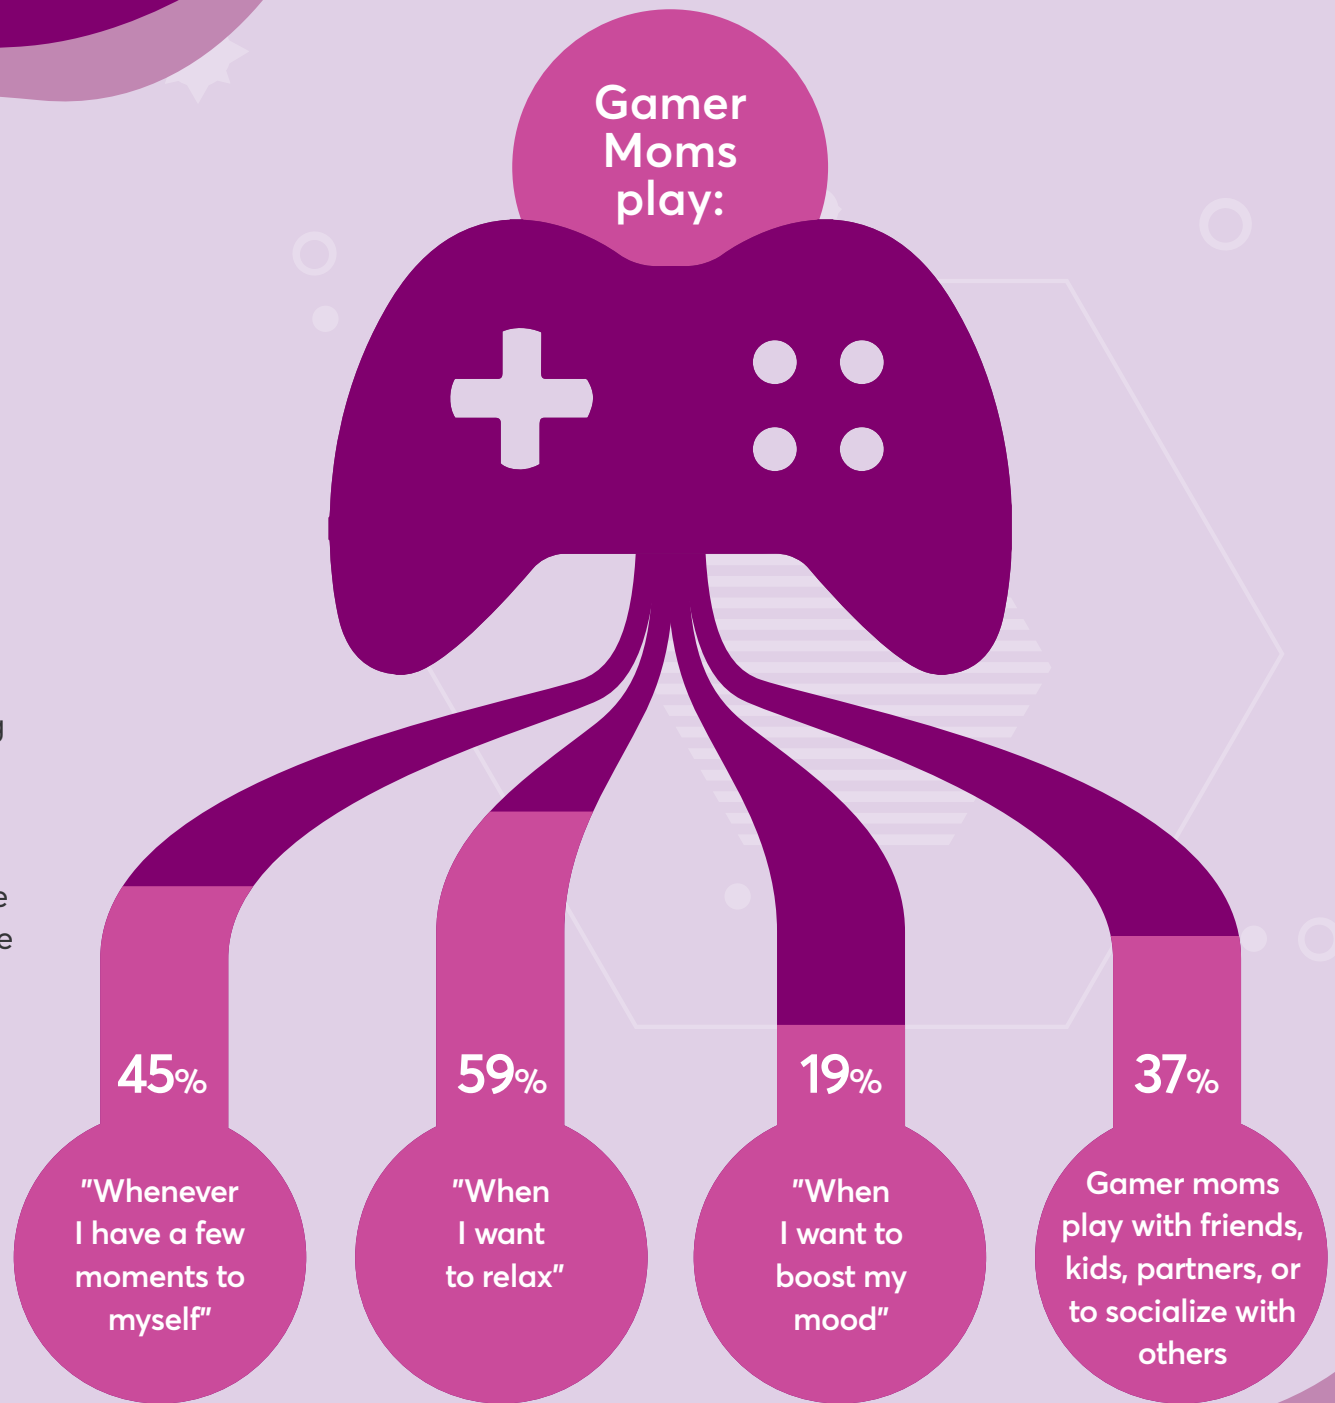 Gamer
Moms
play:
g
e
e
45%
59%
19%
37%
"Whenever
I have a few
moments to
myself"
"When
I want
to relax"
"When
I want to
boost my
mood"
Gamer moms
play with friends,
kids, partners, or
to socialize with
others